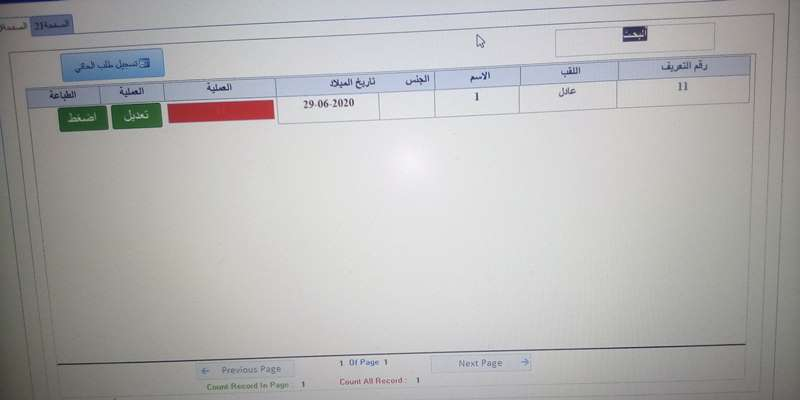 الصفحة21
البحث
تسجيل طلب الحالي
رقم التعريف اللقب الاسم الجنس تاريخ الميلاد العملية العملية الطباعة
11 عادل 1 29-06-2020 تعديل اضغط
Previous Page 1 Of Page 1 Next Page
Count Record In Page 1 Count All Record : 1